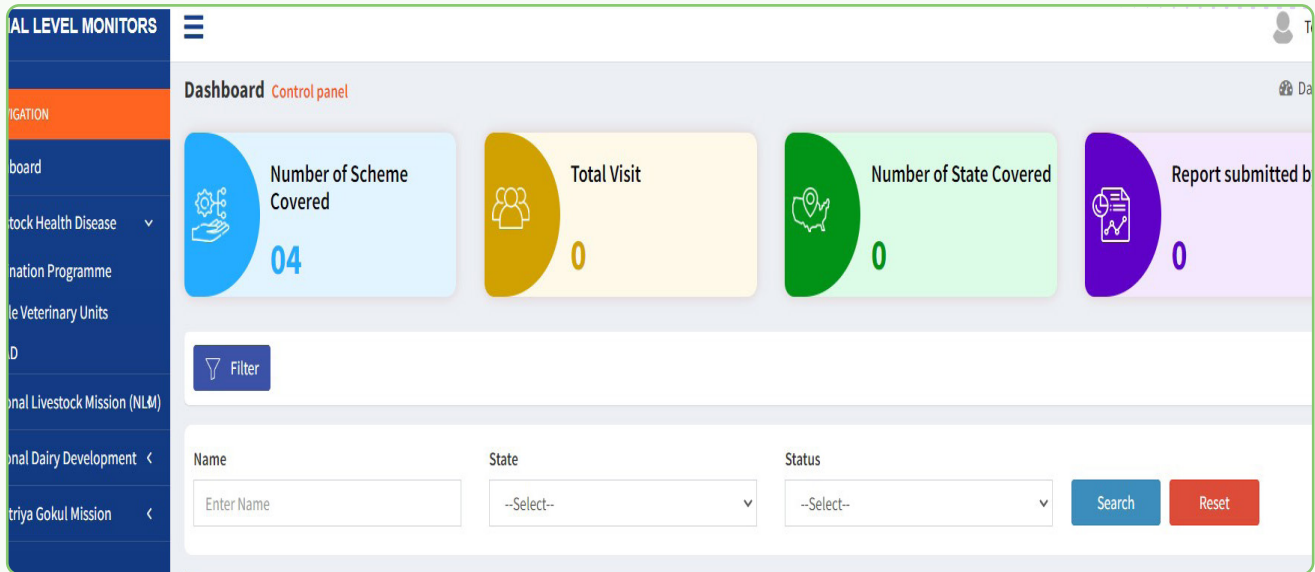 AL LEVEL MONITORS
Dashboard Control panel
Da
IGATION
board
tock Health Disease
nation Programme
le Veterinary Units
D
onal Livestock Mission (NLM)
onal Dairy Development
triya Gokul Mission
Number of Scheme
Covered
04
Total Visit
0
Number of State Covered
0
Report submitted b
0
Filter
Name
Enter Name
State
--Select--
Status
--Select--
Search
Reset